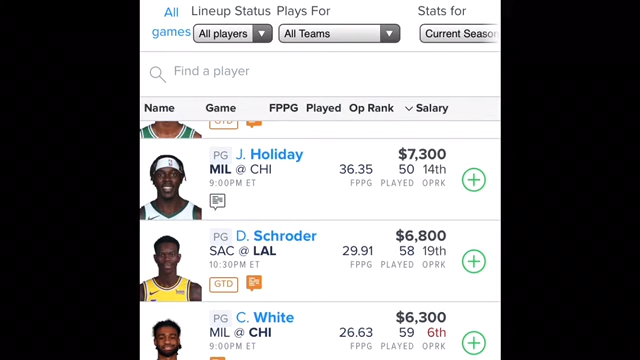 All games
Lineup Status Plays For Stats for
All players All Teams Current Season
Find a player
Name Game FPPG Played Op Rank Salary
GTD
PG J. Holiday $7,300
MIL @ CHI 36.35 50 14th
9:00PM ET FPPG PLAYED OPRK
PG D. Schroder $6,800
SAC @ LAL 29.91 58 19th
10:30PM ET FPPG PLAYED OPRK
GTD
PG C. White $6,300
MIL @ CHI 26.63 59 6th
9:00PM ET FPPG PLAYED OPRK